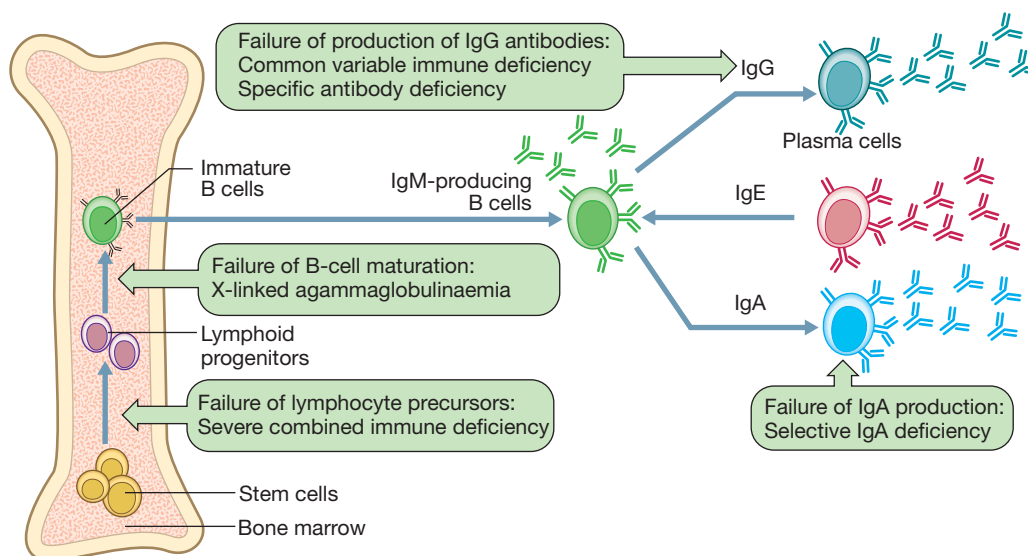 Failure of production of IgG antibodies:
Common variable immune deficiency
Specific antibody deficiency
IgG
Plasma cells
Immature
B cells
IgM-producing
B cells
IgE
Failure of B-cell maturation:
X-linked agammaglobulinaemia
IgA
Lymphoid
progenitors
Failure of lymphocyte precursors:
Severe combined immune deficiency
Failure of IgA production:
Selective IgA deficiency
Stem cells
Bone marrow